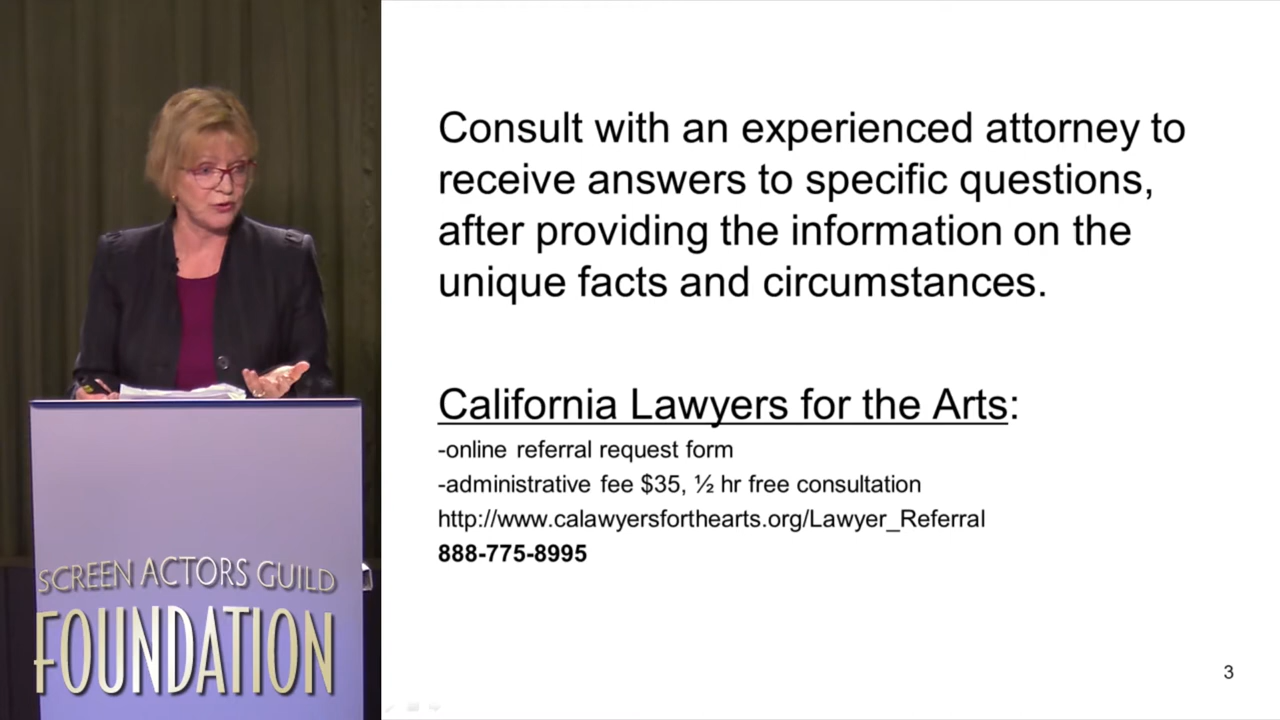 Consult with an experienced attorney to
receive answers to specific questions,
after providing the information on the
unique facts and circumstances.
California Lawyers for the Arts:
-online referral request form
-administrative fee $35, ½ hr free consultation
http://www.calawyersforthearts.org/Lawyer_Referral
888-775-8995
3
SCREEN ACTORS GUILD
FOUNDATION